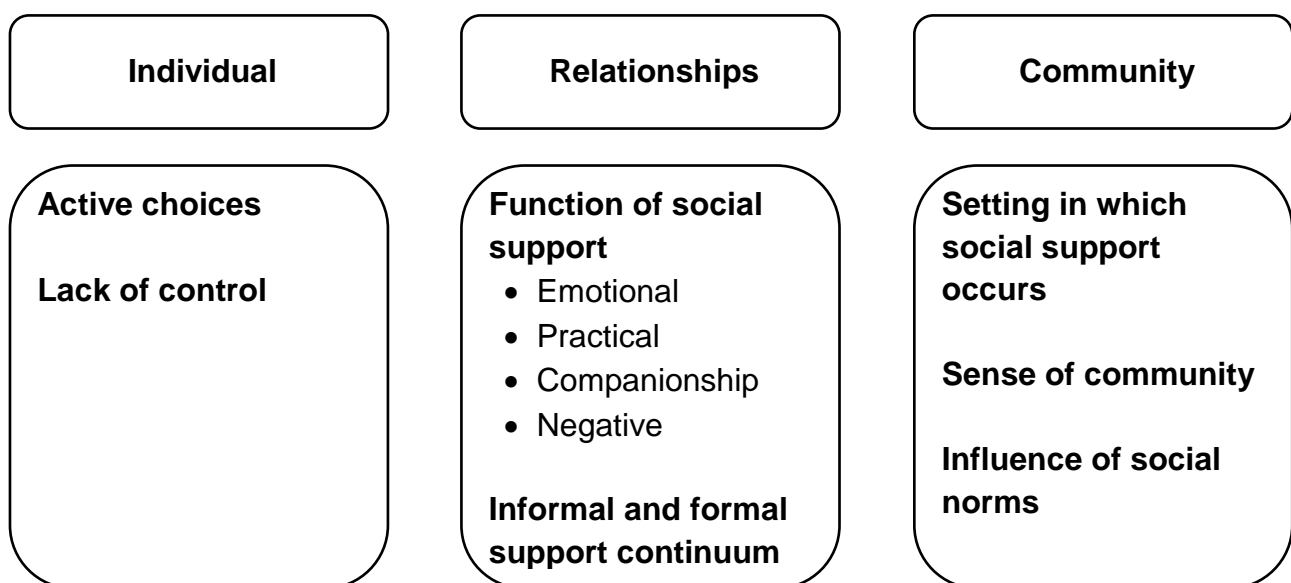 Individual
Relationships
Community
Active choices
Lack of control
Function of social
support
• Emotional
• Practical
• Companionship
• Negative
Informal and formal
support continuum
Setting in which
social support
occurs
Sense of community
Influence of social
norms